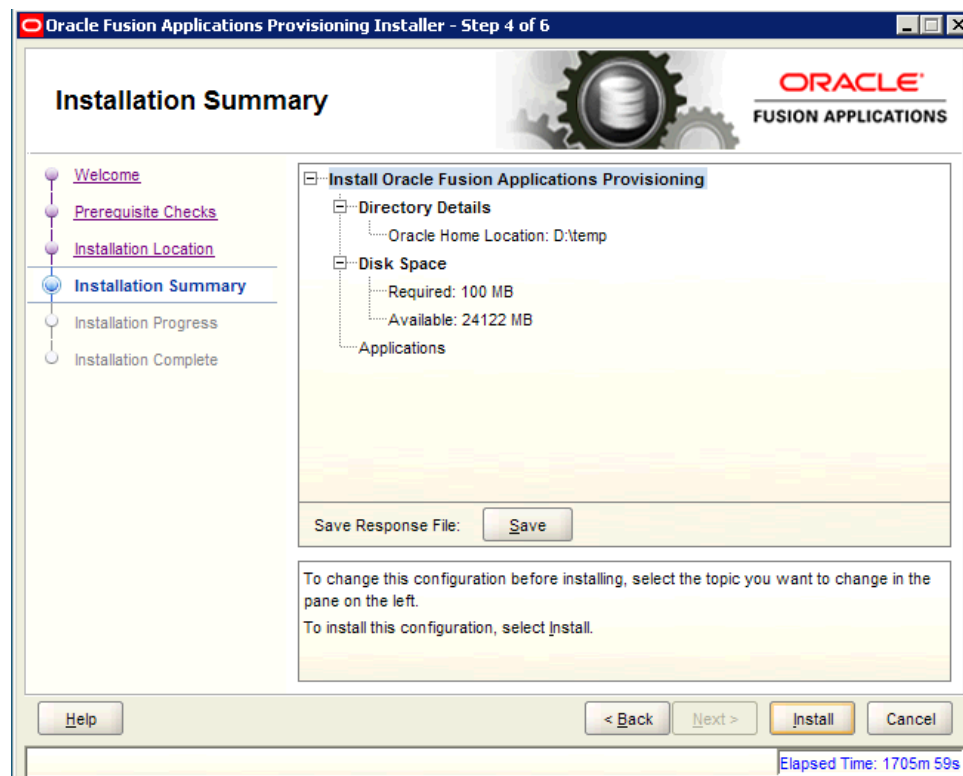 Oracle Fusion Applications Provisioning Installer - Step 4 of 6
Installation Summary
ORACLE
FUSION APPLICATIONS
Welcome
Prerequisite Checks
Installation Location
Installation Summary
Installation Progress
Installation Complete
Install Oracle Fusion Applications Provisioning
Directory Details
Oracle Home Location: D:\temp
Disk Space
Required: 100 MB
Available: 24122 MB
Applications
Save Response File: Save
To change this configuration before installing, select the topic you want to change in the
pane on the left.
To install this configuration, select Install.
Help < Back Next > Install Cancel
Elapsed Time: 1705m 59s